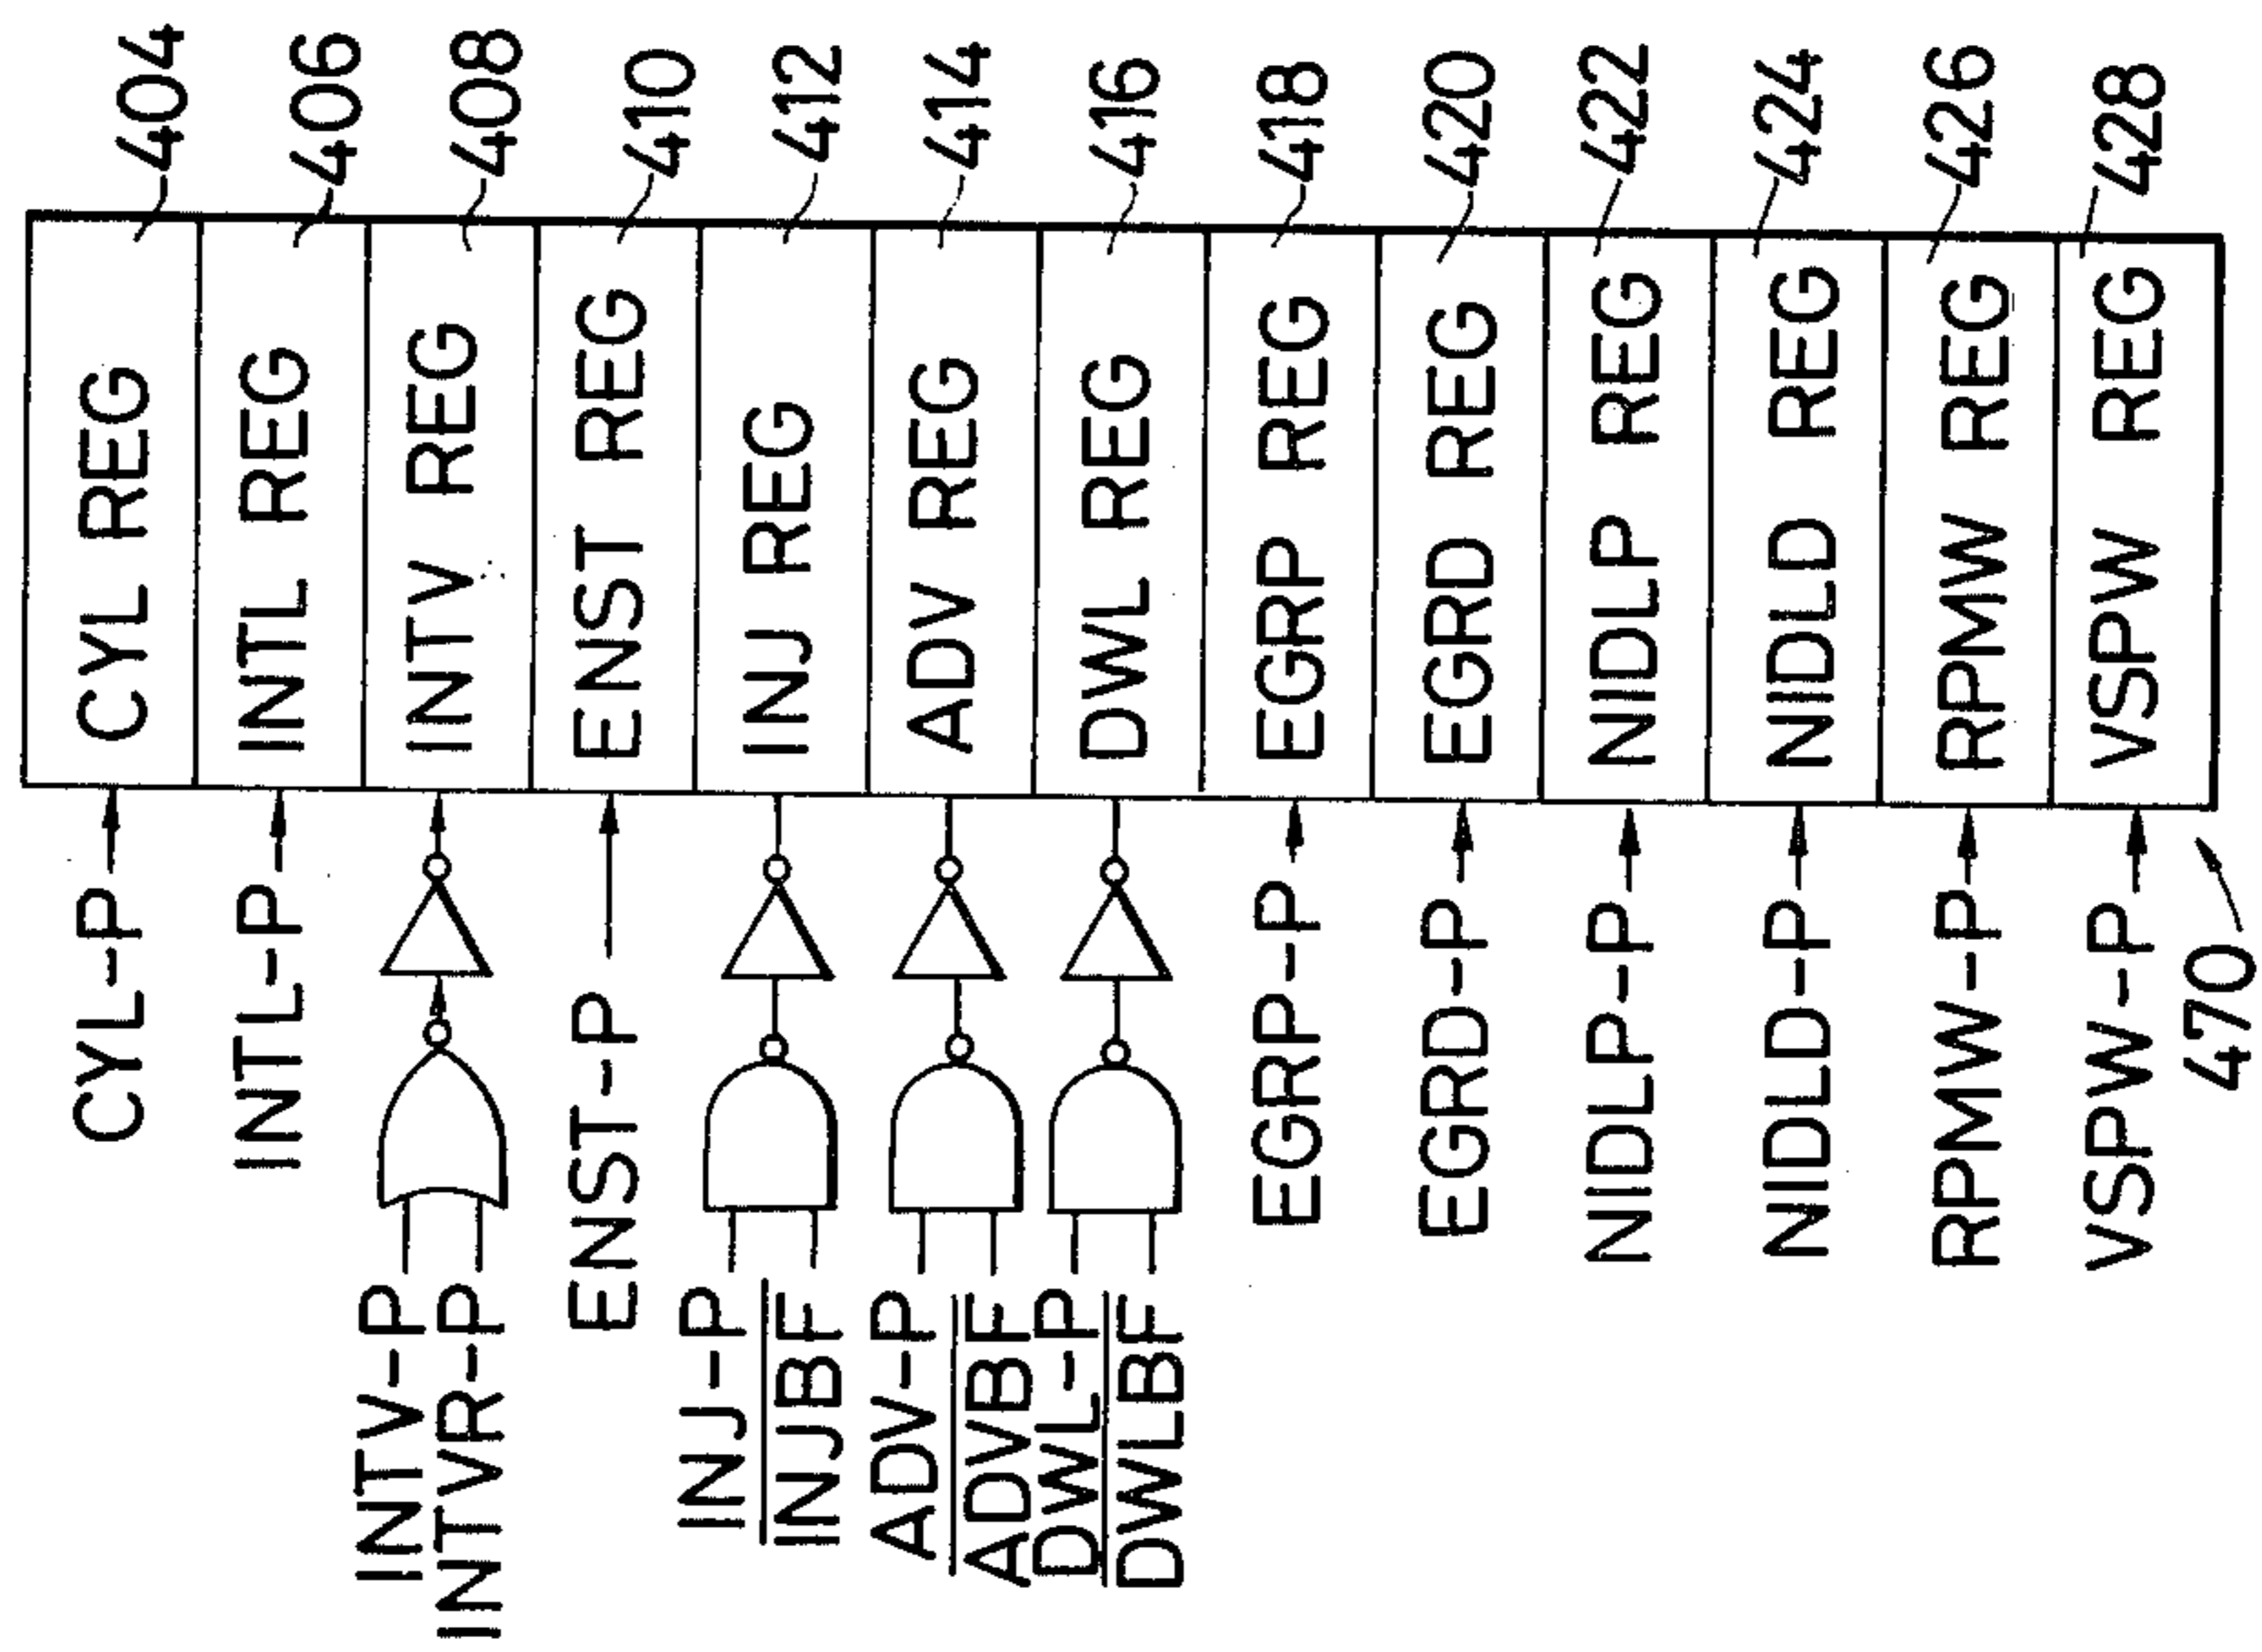 CYL-P CYL REG 404
INTL-P INTL REG 406
INTV-P
INTVR-P
INTV REG 408
ENST-P ENST REG 410
INJ-P
INJBF
INJ REG 412
ADV-P
ADVBF
ADV REG 414
DWL-P
DWLBF
DWL REG 416
EGRP-P EGRP REG 418
EGRD-P EGRD REG 420
NIDLP-P NIDLP REG 422
NIDLD-P NIDLD REG 424
RPMW-P RPMW REG 426
VSPW-P VSPW REG 428
470